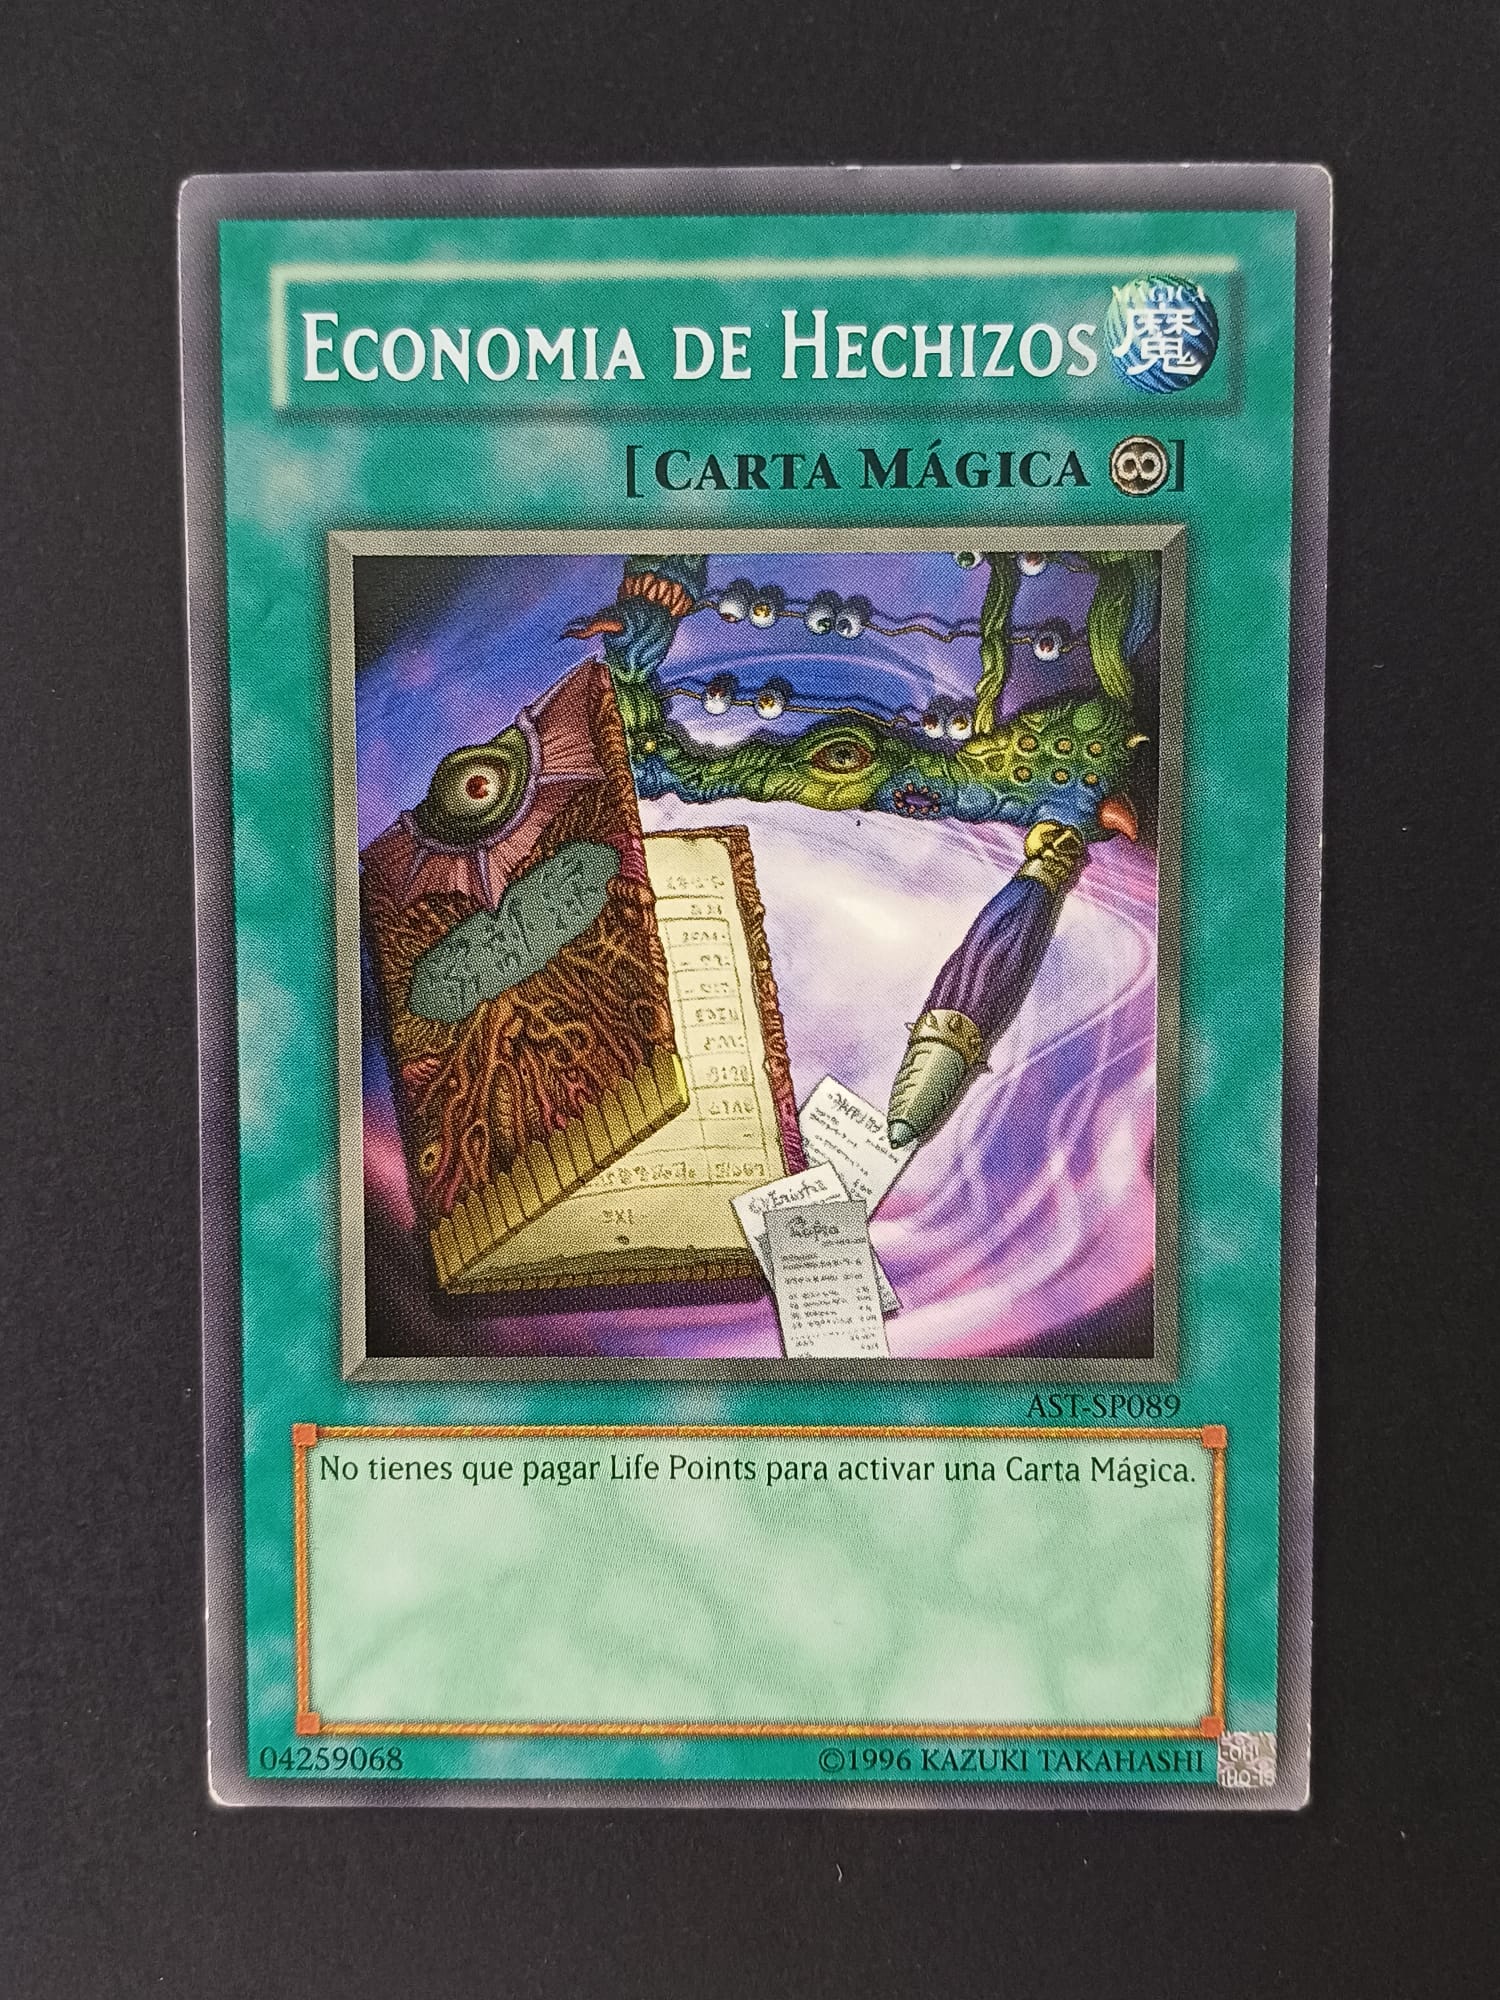 ECONOMIA DE HECHIZOS
MÁGICA
魔
[CARTA MÁGICA]
AST-SP089
No tienes que pagar Life Points para activar una Carta Mágica.
04259068
©1996 KAZUKI TAKAHASHI